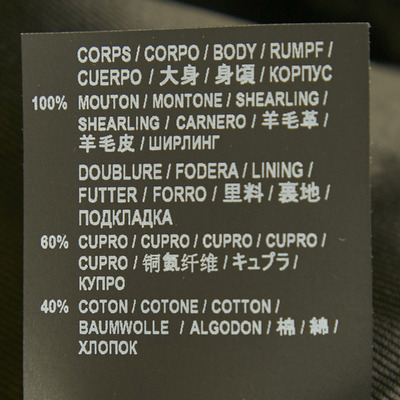 CORPS / CORPO / BODY / RUMPF /
CUERPO / 大身 / 身頃 / КОРПУС
100% MOUTON / MONTONE / SHEARLING /
SHEARLING / CARNERO / 羊毛革 /
羊毛皮 / ШИРЛИНГ
DOUBLURE / FODERA / LINING /
FUTTER / FORRO / 里料 / 裏地 /
ПОДКЛАДКА
60% CUPRO / CUPRO / CUPRO / CUPRO /
CUPRO / 铜氨纤维 / キュプラ /
КУПРО
40% COTON / COTONE / COTTON /
BAUMWOLLE / ALGODON / 棉 / 綿 /
ХЛОПОК